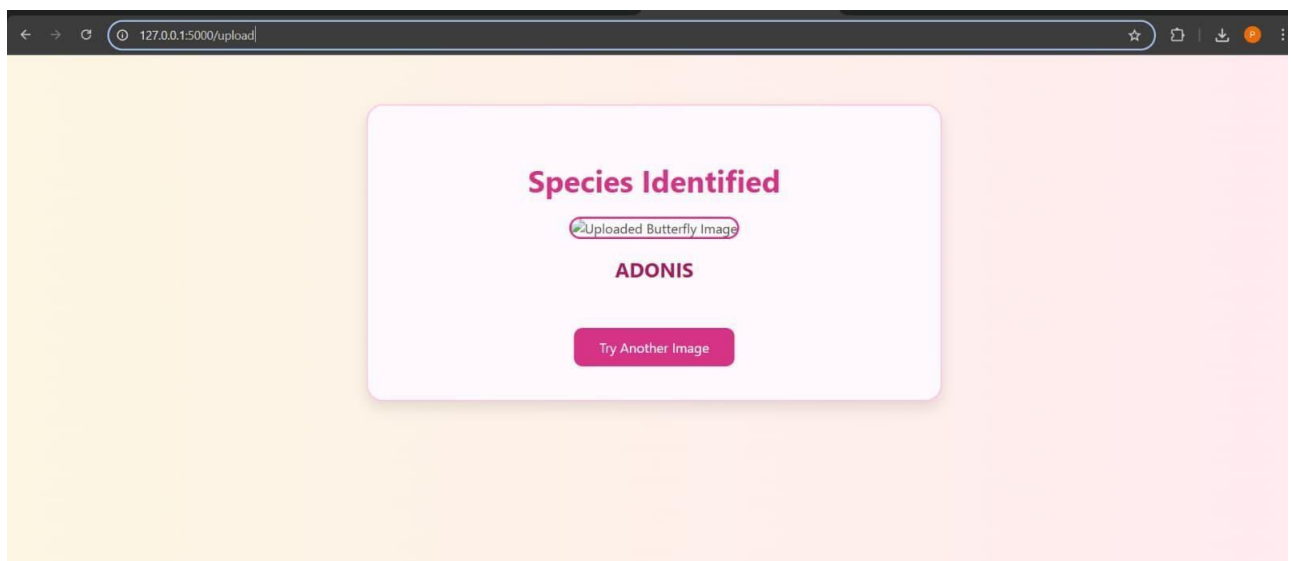 127.0.0.1:5000/upload
P
Species Identified
Uploaded Butterfly Image
ADONIS
Try Another Image